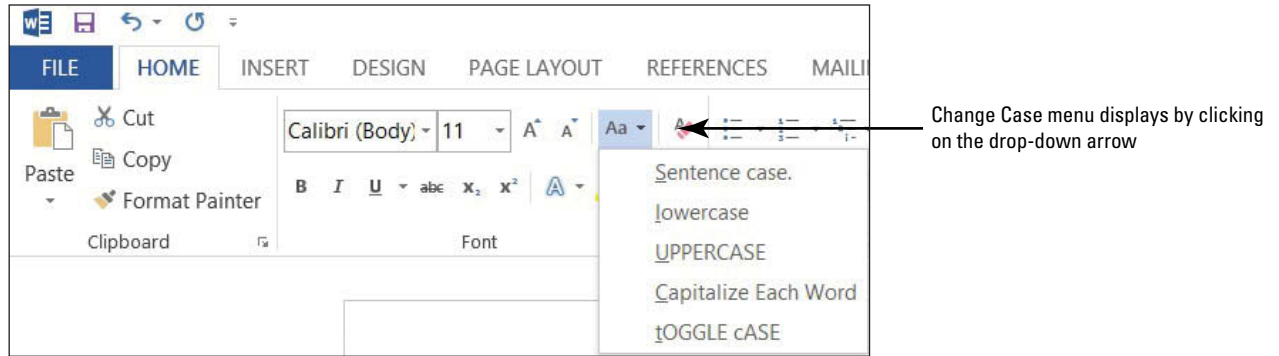 FILE HOME INSERT DESIGN PAGE LAYOUT REFERENCES
Cut
Calibri (Body) 11 A A Aa
Copy
Paste
B I U abc X₂ X² A
Format Painter
Clipboard Font
Sentence case.
lowercase
UPPERCASE
Capitalize Each Word
tOGGLE cASE
Change Case menu displays by clicking
on the drop-down arrow